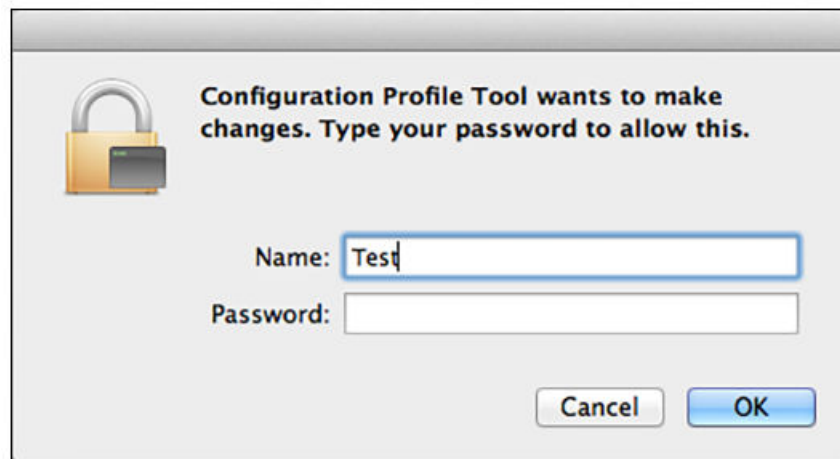 Configuration Profile Tool wants to make
changes. Type your password to allow this.
Name: Test
Password:
Cancel OK